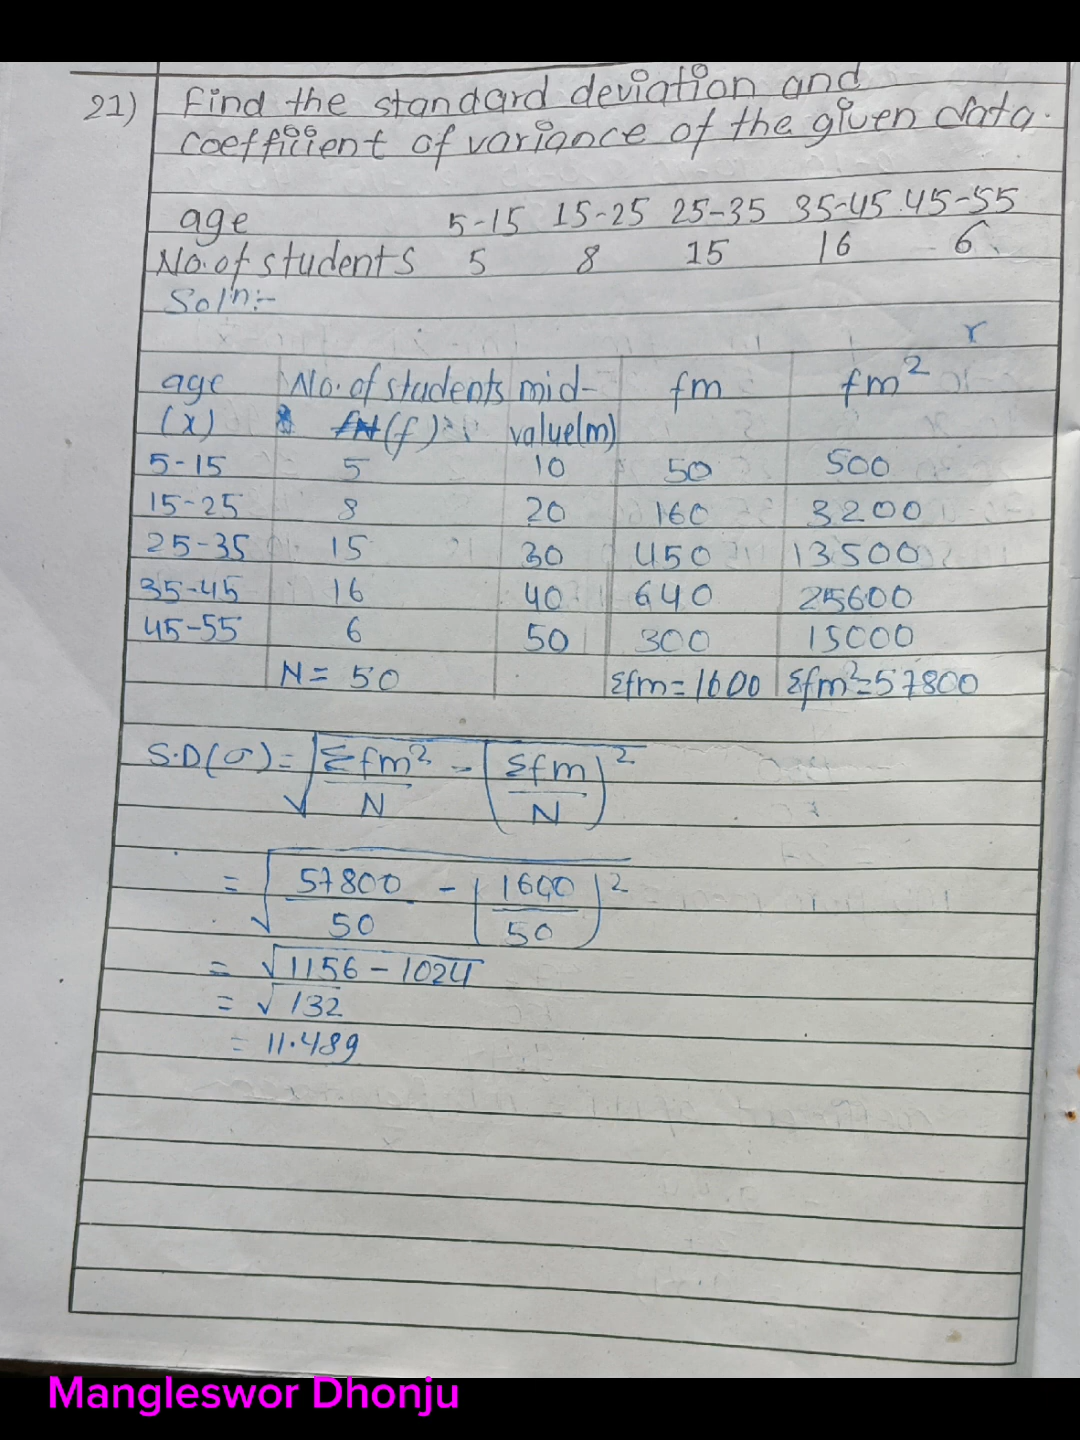 21) Find the standard deviation and
coefficient of variance of the given data.
age 5-15 15-25 25-35 35-45 45-55
No. of students 5 8 15 16 6
Soln:-
age No. of students mid- fm fm²
(x) (f) value(m)
5-15 5 10 50 500
15-25 8 20 160 3200
25-35 15 30 450 13500
35-45 16 40 640 25600
45-55 6 50 300 15000
N = 50 Σfm = 1600 Σfm² = 57800
S.D(σ) = √(Σfm²/N - (Σfm/N)²)
= √(57800/50 - (1600/50)²)
= √1156 - 1024
= √132
= 11.489
Mangleswor Dhonju